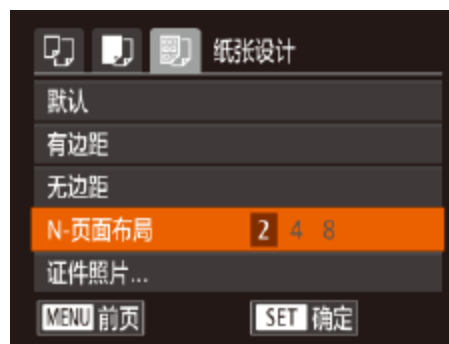 纸张设计
默认
有边距
无边距
N-页面布局 2 4 8
证件照片...
MENU 前页 SET 确定